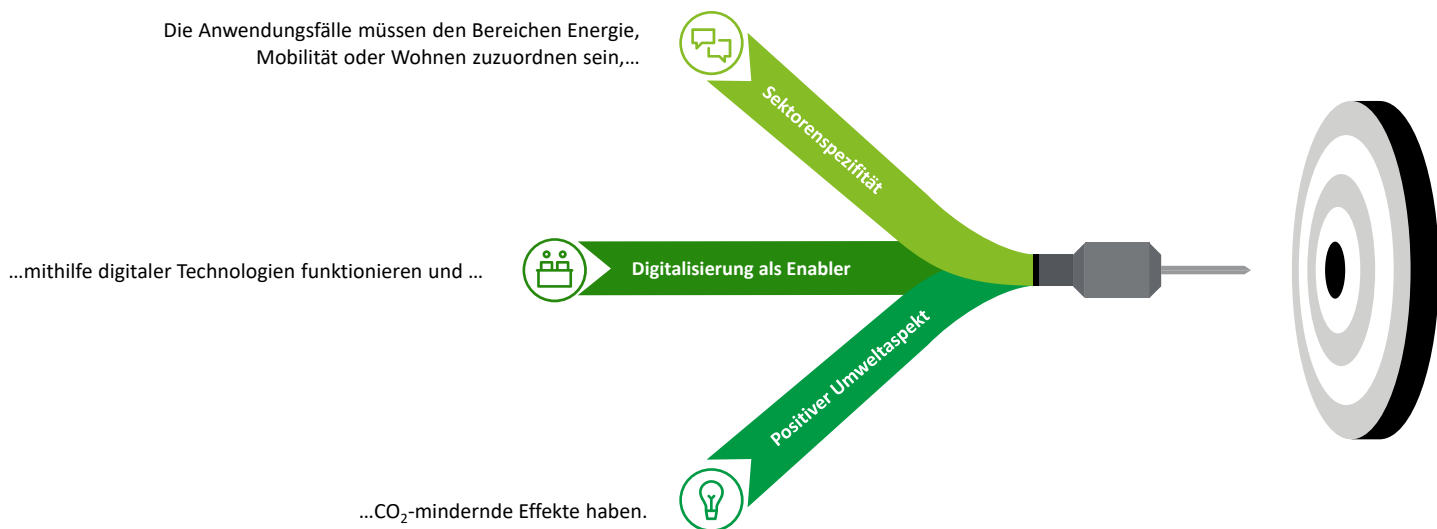 Die Anwendungsfälle müssen den Bereichen Energie,
Mobilität oder Wohnen zuzuordnen sein,…
Sektorenspezifität
…mithilfe digitaler Technologien funktionieren und …
Digitalisierung als Enabler
Positiver Umweltaspekt
…CO₂-mindernde Effekte haben.